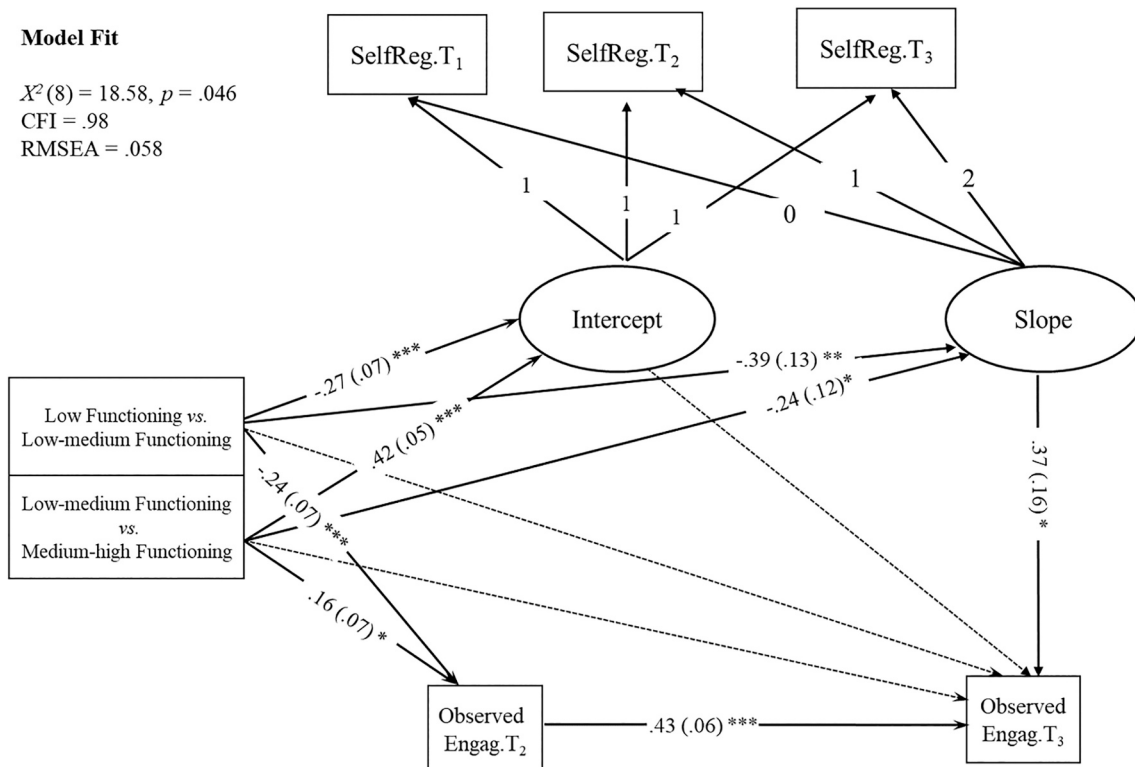 Model Fit
X² (8) = 18.58, p = .046
CFI = .98
RMSEA = .058
SelfReg.T₁
SelfReg.T₂
SelfReg.T₃
1
1
1
0
1
2
Intercept
Slope
-.27 (.07) ***
-.39 (.13) **
-.24 (.12)*
.42 (.05) ***
-.24 (.07) ***
.16 (.07) *
.37 (.16) *
Low Functioning vs.
Low-medium Functioning
Low-medium Functioning
vs.
Medium-high Functioning
Observed
Engag.T₂
.43 (.06) ***
Observed
Engag.T₃